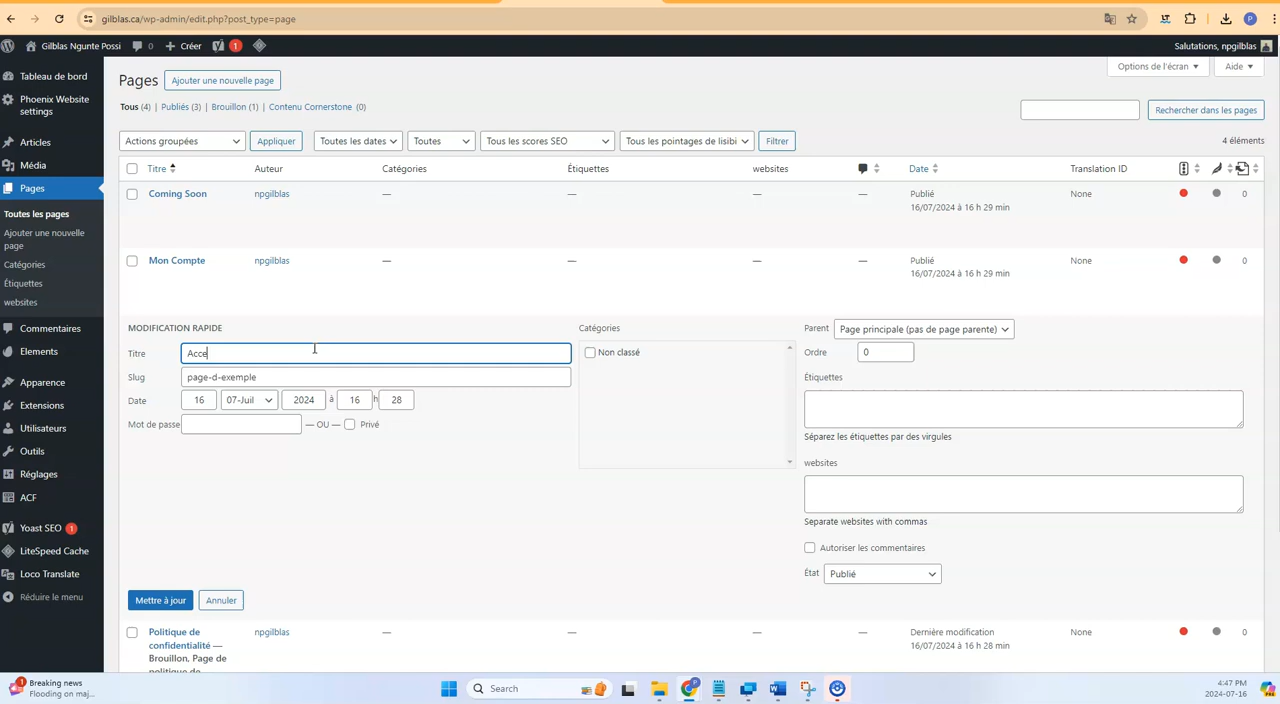 gilblas.ca/wp-admin/edit.php?post_type=page
Gilblas Ngunte Possi 0 Créer 1 Salutations, npgilblas
Tableau de bord
Phoenix Website
settings
Articles
Média
Pages
Toutes les pages
Ajouter une nouvelle
page
Catégories
Étiquettes
websites
Commentaires
Elements
Apparence
Extensions
Utilisateurs
Outils
Réglages
ACF
Yoast SEO 1
LiteSpeed Cache
Loco Translate
Réduire le menu
Options de l'écran Aide
Pages Ajouter une nouvelle page
Tous (4) | Publiés (3) | Brouillon (1) | Contenu Cornerstone (0)
Rechercher dans les pages
Actions groupées Appliquer Toutes les dates Toutes Tous les scores SEO Tous les pointages de lisibi Filtrer 4 éléments
Titre Auteur Catégories Étiquettes websites Date Translation ID
Coming Soon npgilblas — — — — Publié None 0
16/07/2024 à 16 h 29 min
Mon Compte npgilblas — — — — Publié None 0
16/07/2024 à 16 h 29 min
MODIFICATION RAPIDE
Titre Acce
Slug page-d-exemple
Date 16 07-Juil 2024 à 16 h 28
Mot de passe — OU — Privé
Catégories
Non classé
Parent Page principale (pas de page parente)
Ordre 0
Étiquettes
Séparez les étiquettes par des virgules
websites
Separate websites with commas
Autoriser les commentaires
État Publié
Mettre à jour Annuler
Politique de npgilblas — — — — Dernière modification None 0
confidentialité — 16/07/2024 à 16 h 28 min
Brouillon, Page de
politique de
1 Breaking news
Flooding on maj...
Search
4:47 PM
2024-07-16